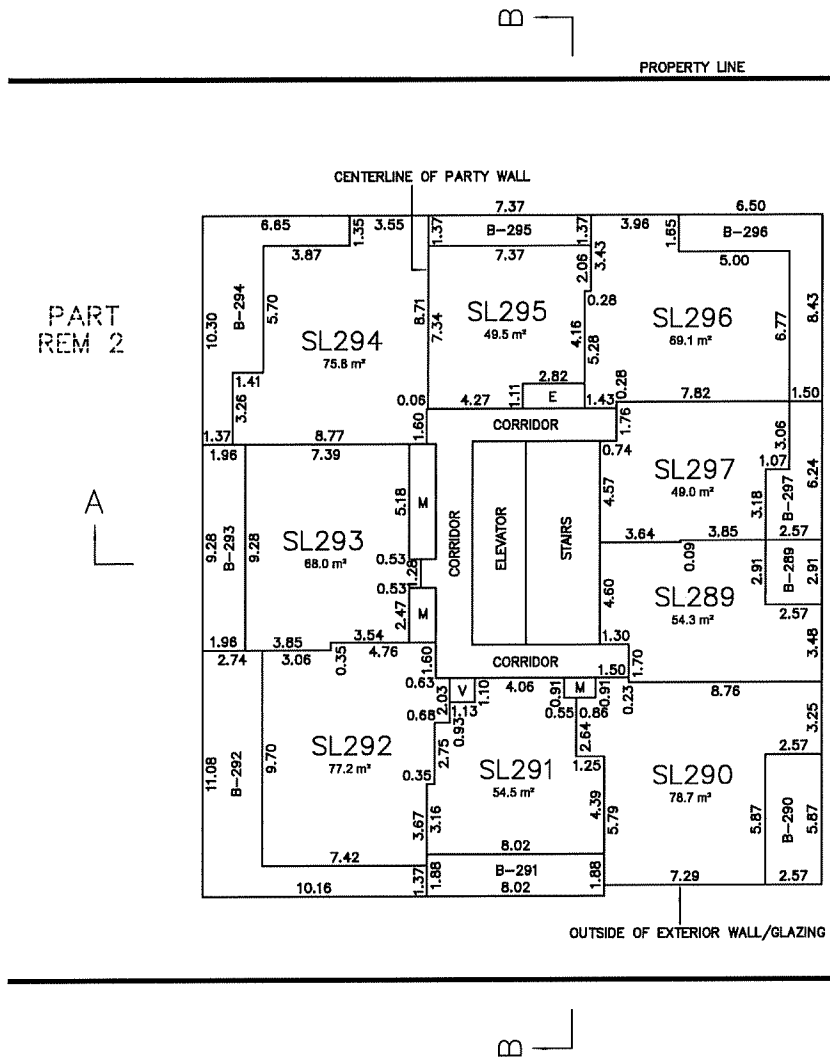 B
PROPERTY LINE
CENTERLINE OF PARTY WALL
7.37
6.50
6.65
3.55
1.35
1.37
B-295
1.37
3.96
1.65
B-296
3.87
7.37
2.06
3.43
5.00
PART
REM 2
10.30
B-294
5.70
SL294
75.8 m²
8.71
7.34
SL295
49.5 m²
0.28
4.16
5.28
SL296
69.1 m²
6.77
8.43
1.41
3.26
0.06
4.27
1.11
2.82
E
1.43
0.28
7.82
1.50
1.37
8.77
1.60
CORRIDOR
1.76
3.06
1.96
7.39
0.74
A
9.28
B-293
9.28
SL293
68.0 m²
5.18
M
CORRIDOR
ELEVATOR
STAIRS
4.57
SL297
49.0 m²
1.07
3.18
B-297
6.24
0.53
1.28
0.53
3.64
0.09
3.85
2.57
2.47
M
4.60
SL289
54.3 m²
2.91
B-289
2.91
2.57
1.96
3.85
3.54
1.30
3.48
2.74
3.06
0.35
4.76
1.60
CORRIDOR
1.50
1.70
0.63
V
1.10
4.06
0.91
M
0.91
0.23
8.76
2.03
1.13
0.55
0.86
0.68
0.93
3.25
11.08
B-292
9.70
SL292
77.2 m²
2.75
2.64
2.57
0.35
SL291
54.5 m²
1.25
SL290
78.7 m²
3.67
3.16
4.39
5.79
5.87
B-290
5.87
7.42
8.02
10.16
1.37
1.88
B-291
8.02
1.88
7.29
2.57
OUTSIDE OF EXTERIOR WALL/GLAZING
B